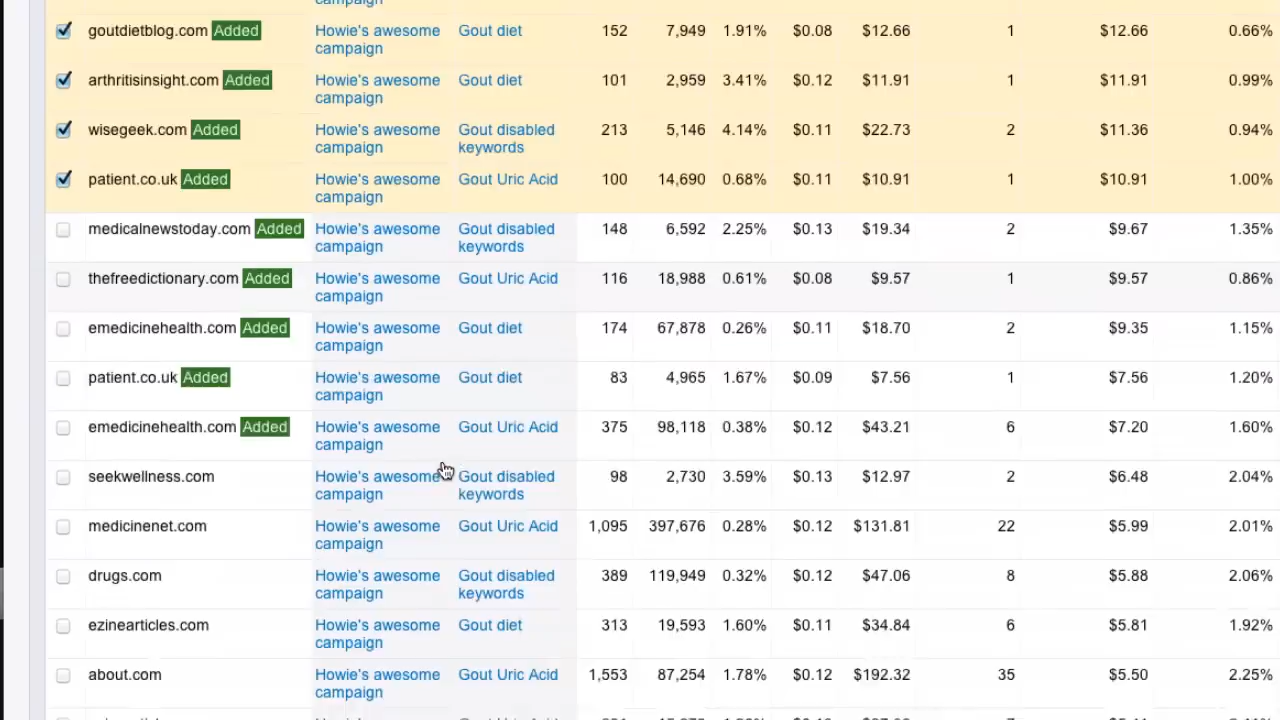 campaign
goutdietblog.com Added Howie's awesome Gout diet 152 7,949 1.91% $0.08 $12.66 1 $12.66 0.66%
campaign
arthritisinsight.com Added Howie's awesome Gout diet 101 2,959 3.41% $0.12 $11.91 1 $11.91 0.99%
campaign
wisegeek.com Added Howie's awesome Gout disabled 213 5,146 4.14% $0.11 $22.73 2 $11.36 0.94%
campaign keywords
patient.co.uk Added Howie's awesome Gout Uric Acid 100 14,690 0.68% $0.11 $10.91 1 $10.91 1.00%
campaign
medicalnewstoday.com Added Howie's awesome Gout disabled 148 6,592 2.25% $0.13 $19.34 2 $9.67 1.35%
campaign keywords
thefreedictionary.com Added Howie's awesome Gout Uric Acid 116 18,988 0.61% $0.08 $9.57 1 $9.57 0.86%
campaign
emedicinehealth.com Added Howie's awesome Gout diet 174 67,878 0.26% $0.11 $18.70 2 $9.35 1.15%
campaign
patient.co.uk Added Howie's awesome Gout diet 83 4,965 1.67% $0.09 $7.56 1 $7.56 1.20%
campaign
emedicinehealth.com Added Howie's awesome Gout Uric Acid 375 98,118 0.38% $0.12 $43.21 6 $7.20 1.60%
campaign
seekwellness.com Howie's awesome Gout disabled 98 2,730 3.59% $0.13 $12.97 2 $6.48 2.04%
campaign keywords
medicinenet.com Howie's awesome Gout Uric Acid 1,095 397,676 0.28% $0.12 $131.81 22 $5.99 2.01%
campaign
drugs.com Howie's awesome Gout disabled 389 119,949 0.32% $0.12 $47.06 8 $5.88 2.06%
campaign keywords
ezinearticles.com Howie's awesome Gout diet 313 19,593 1.60% $0.11 $34.84 6 $5.81 1.92%
campaign
about.com Howie's awesome Gout Uric Acid 1,553 87,254 1.78% $0.12 $192.32 35 $5.50 2.25%
campaign